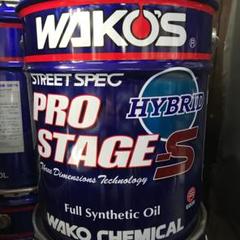 WAKO'S
STREET SPEC
PRO
HYBRID
STAGE-S
Three Dimensions Technology
Full Synthetic Oil
WAKO CHEMICAL